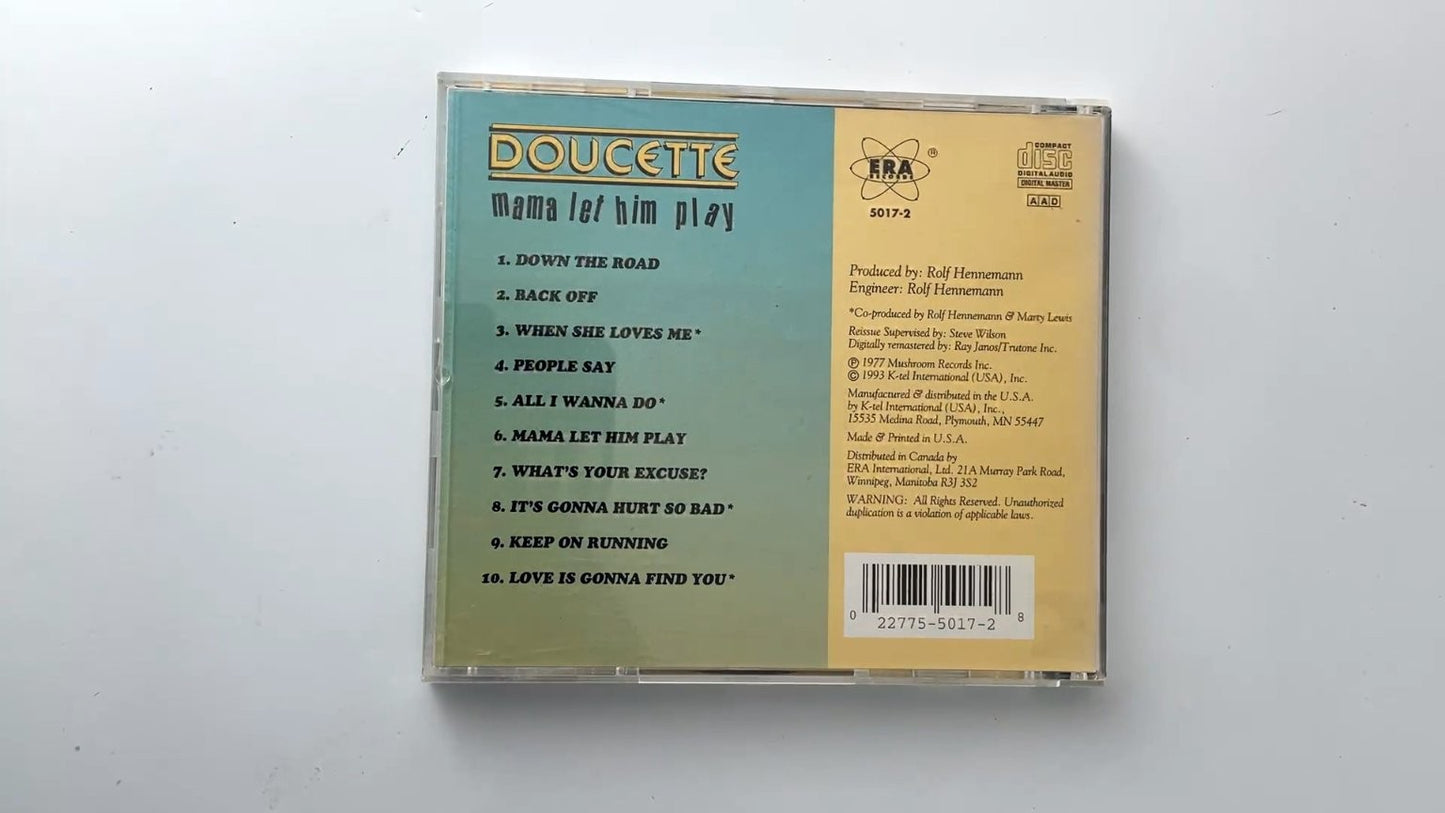 DOUCETTE
mama let him play
1. DOWN THE ROAD
2. BACK OFF
3. WHEN SHE LOVES ME*
4. PEOPLE SAY
5. ALL I WANNA DO*
6. MAMA LET HIM PLAY
7. WHAT'S YOUR EXCUSE?
8. IT'S GONNA HURT SO BAD*
9. KEEP ON RUNNING
10. LOVE IS GONNA FIND YOU*
ERA ®
RECORDS
5017-2
COMPACT
disc
DIGITAL AUDIO
DIGITAL MASTER
AAD
Produced by: Rolf Hennemann
Engineer: Rolf Hennemann
*Co-produced by Rolf Hennemann & Marty Lewis
Reissue Supervised by: Steve Wilson
Digitally remastered by: Ray Janos/Trutone Inc.
℗ 1977 Mushroom Records Inc.
© 1993 K-tel International (USA), Inc.
Manufactured & distributed in the U.S.A.
by K-tel International (USA), Inc.,
15535 Medina Road, Plymouth, MN 55447
Made & Printed in U.S.A.
Distributed in Canada by
ERA International, Ltd. 21A Murray Park Road,
Winnipeg, Manitoba R3J 3S2
WARNING: All Rights Reserved. Unauthorized
duplication is a violation of applicable laws.
0 22775-5017-2 8